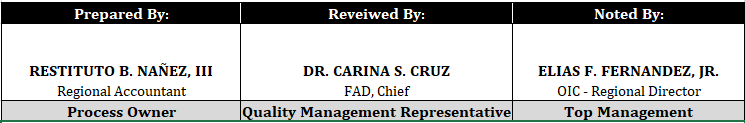 Prepared By: Reveiwed By: Noted By:
RESTITUTO B. NAÑEZ, III DR. CARINA S. CRUZ ELIAS F. FERNANDEZ, JR.
Regional Accountant FAD, Chief OIC - Regional Director
Process Owner Quality Management Representative Top Management